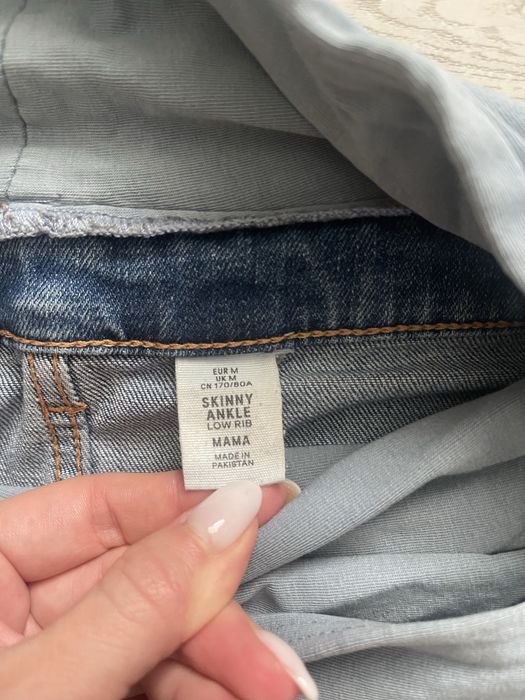 EUR M
UK M
CN 170/80A
SKINNY
ANKLE
LOW RIB
MAMA
MADE IN
PAKISTAN